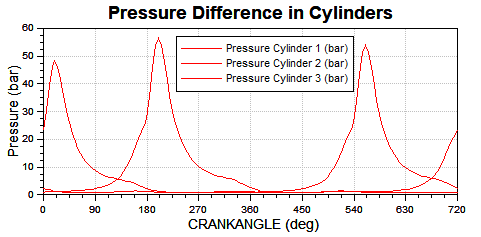 Pressure Difference in Cylinders
Pressure Cylinder 1 (bar)
Pressure Cylinder 2 (bar)
Pressure Cylinder 3 (bar)
Pressure (bar)
60
50
40
30
20
10
0
0 90 180 270 360 450 540 630 720
CRANKANGLE (deg)